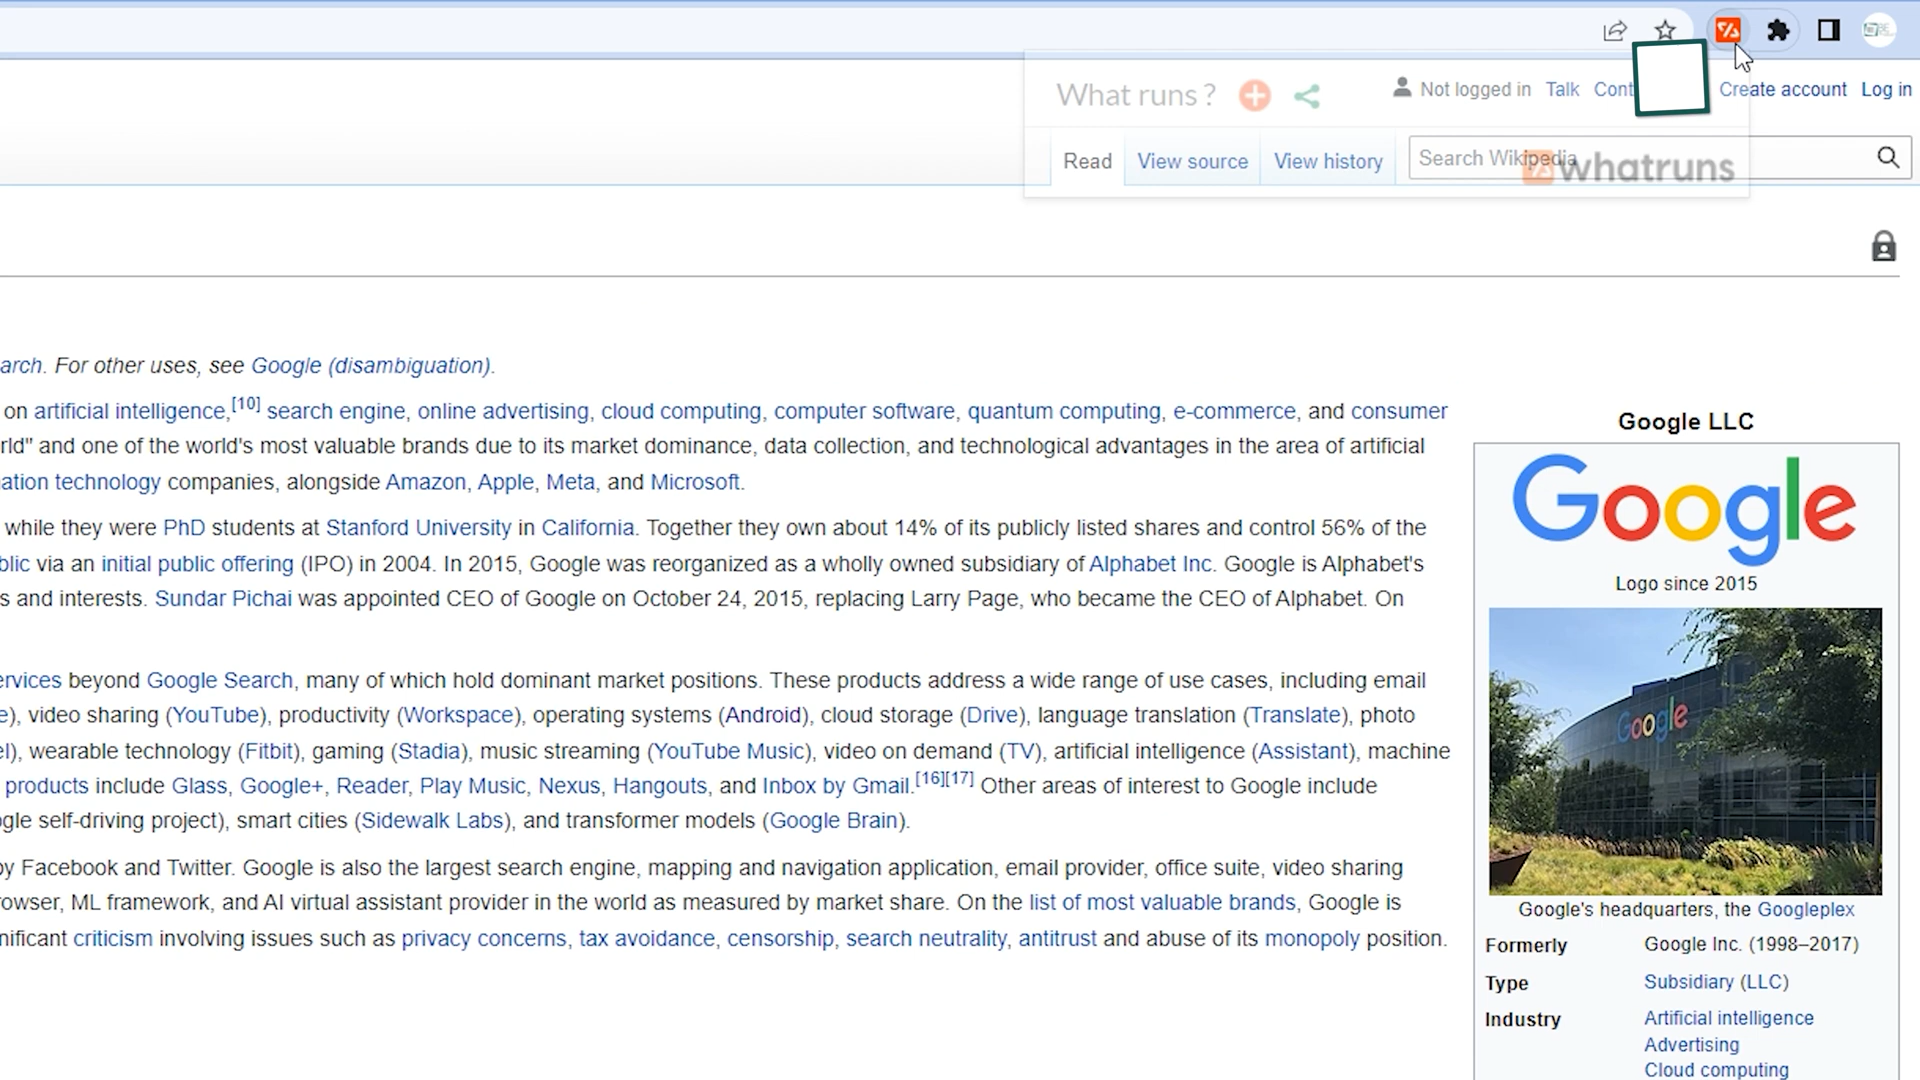 What runs ?
Not logged in Talk Create account Log in
Read View source View history Search Wikipedia
whatruns
arch. For other uses, see Google (disambiguation).
on artificial intelligence,[10] search engine, online advertising, cloud computing, computer software, quantum computing, e-commerce, and consumer
rld" and one of the world's most valuable brands due to its market dominance, data collection, and technological advantages in the area of artificial
ation technology companies, alongside Amazon, Apple, Meta, and Microsoft.
while they were PhD students at Stanford University in California. Together they own about 14% of its publicly listed shares and control 56% of the
blic via an initial public offering (IPO) in 2004. In 2015, Google was reorganized as a wholly owned subsidiary of Alphabet Inc. Google is Alphabet's
s and interests. Sundar Pichai was appointed CEO of Google on October 24, 2015, replacing Larry Page, who became the CEO of Alphabet. On
ervices beyond Google Search, many of which hold dominant market positions. These products address a wide range of use cases, including email
e), video sharing (YouTube), productivity (Workspace), operating systems (Android), cloud storage (Drive), language translation (Translate), photo
el), wearable technology (Fitbit), gaming (Stadia), music streaming (YouTube Music), video on demand (TV), artificial intelligence (Assistant), machine
products include Glass, Google+, Reader, Play Music, Nexus, Hangouts, and Inbox by Gmail.[16][17] Other areas of interest to Google include
gle self-driving project), smart cities (Sidewalk Labs), and transformer models (Google Brain).
by Facebook and Twitter. Google is also the largest search engine, mapping and navigation application, email provider, office suite, video sharing
rowser, ML framework, and AI virtual assistant provider in the world as measured by market share. On the list of most valuable brands, Google is
nificant criticism involving issues such as privacy concerns, tax avoidance, censorship, search neutrality, antitrust and abuse of its monopoly position.
Google LLC
Google
Logo since 2015
Google
Google's headquarters, the Googleplex
Formerly Google Inc. (1998–2017)
Type Subsidiary (LLC)
Industry Artificial intelligence
Advertising
Cloud computing